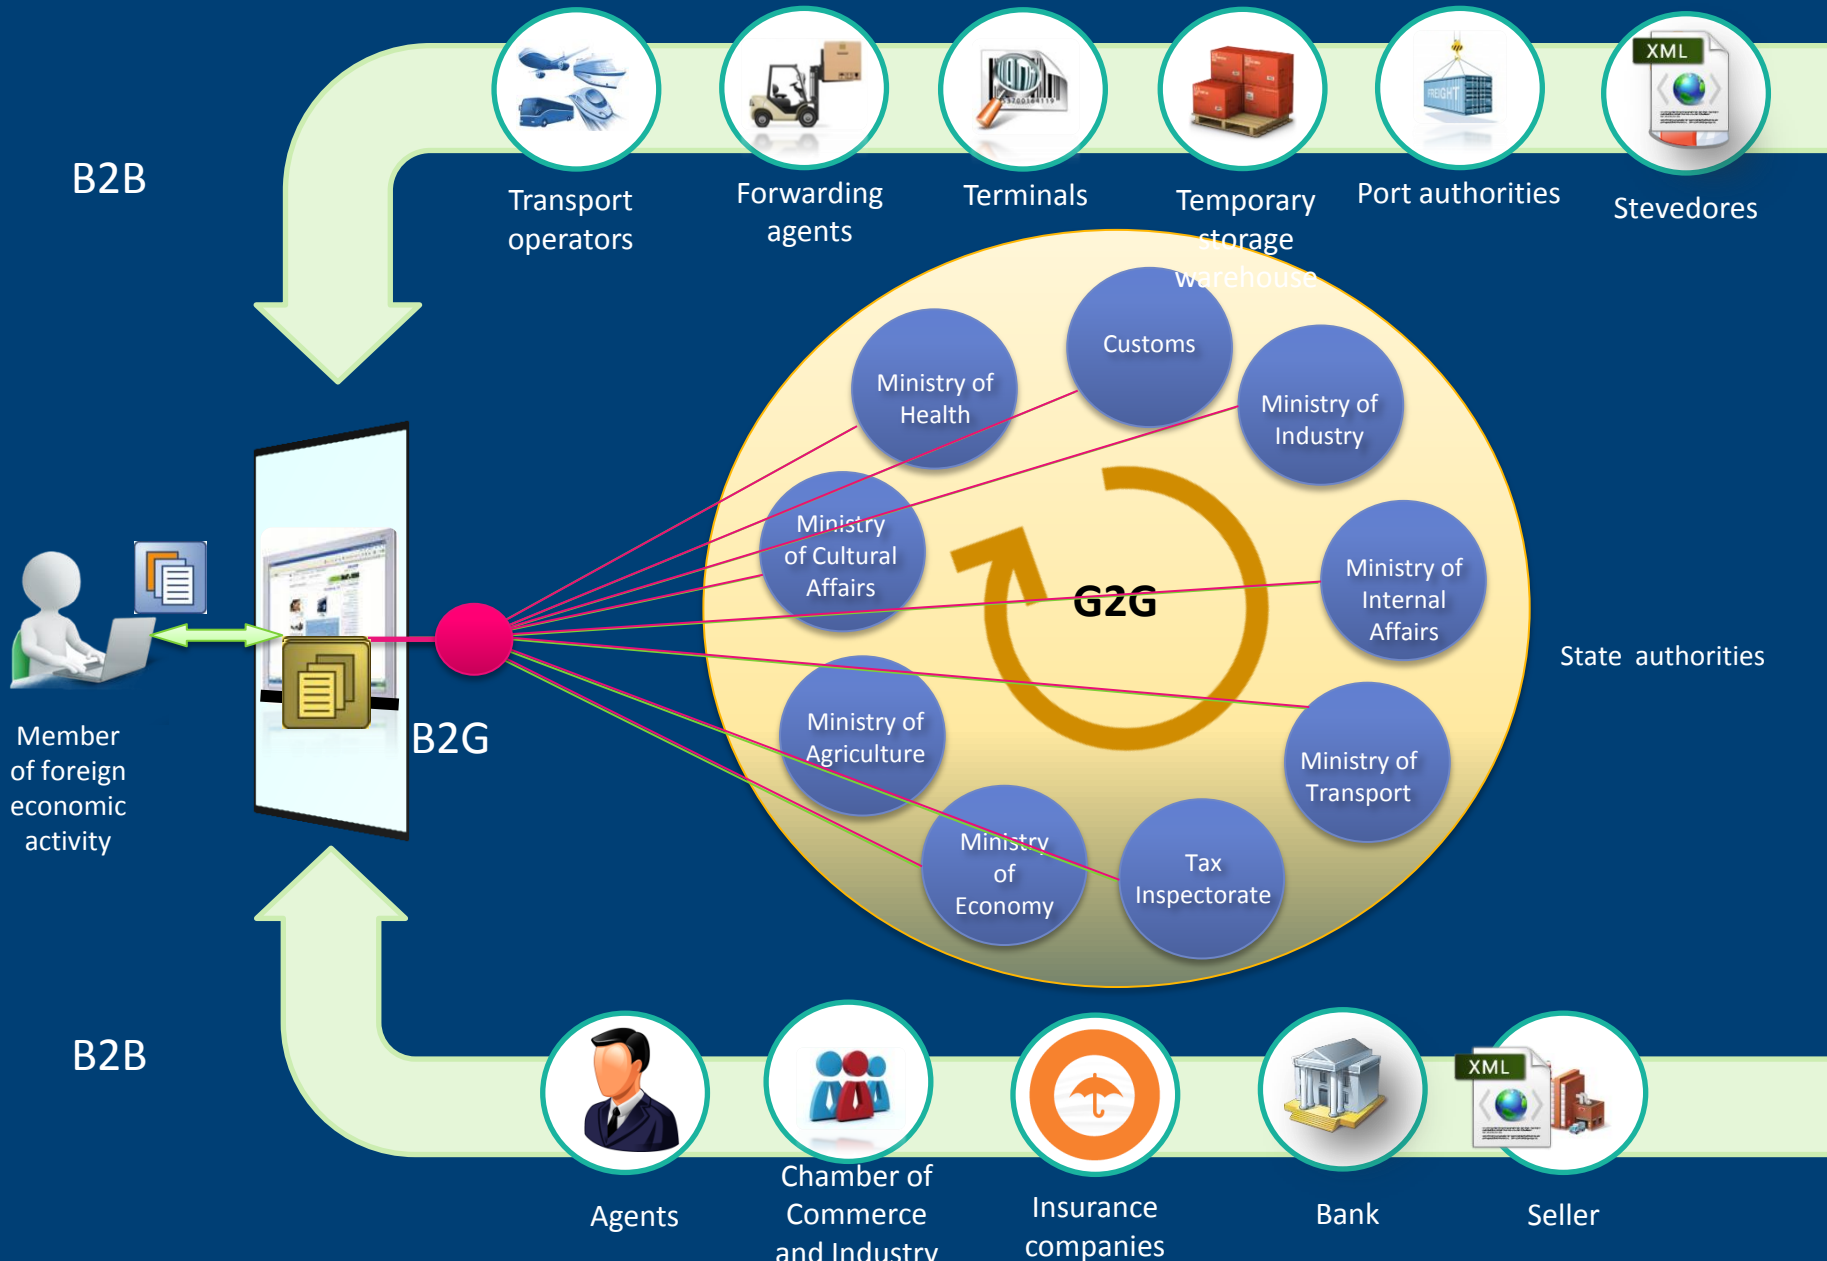 XML
FREIGHT
B2B
Transport
operators
Forwarding
agents
Terminals
Temporary
storage
warehouse
Port authorities
Stevedores
Customs
Ministry of
Health
Ministry of
Industry
Ministry
of Cultural
Affairs
G2G
Ministry of
Internal
Affairs
State authorities
Ministry of
Agriculture
B2G
Member
of foreign
economic
activity
Ministry of
Transport
Ministry
of
Economy
Tax
Inspectorate
B2B
XML
Agents
Chamber of
Commerce
and Industry
Insurance
companies
Bank
Seller